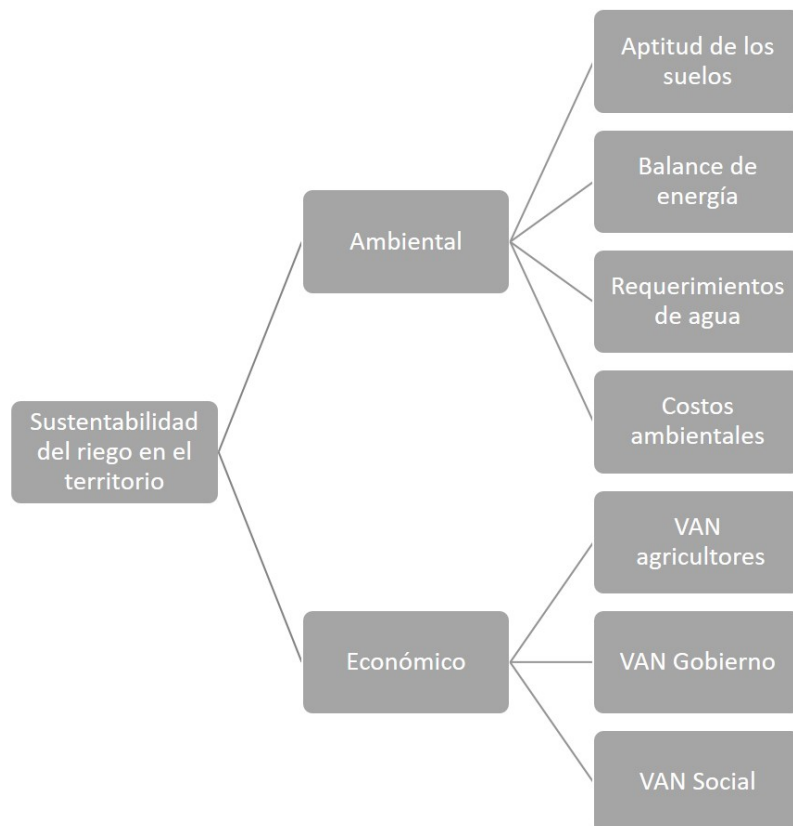 Aptitud de los
suelos
Balance de
energía
Ambiental
Requerimientos
de agua
Costos
ambientales
Sustentabilidad
del riego en el
territorio
VAN
agricultores
Económico
VAN Gobierno
VAN Social